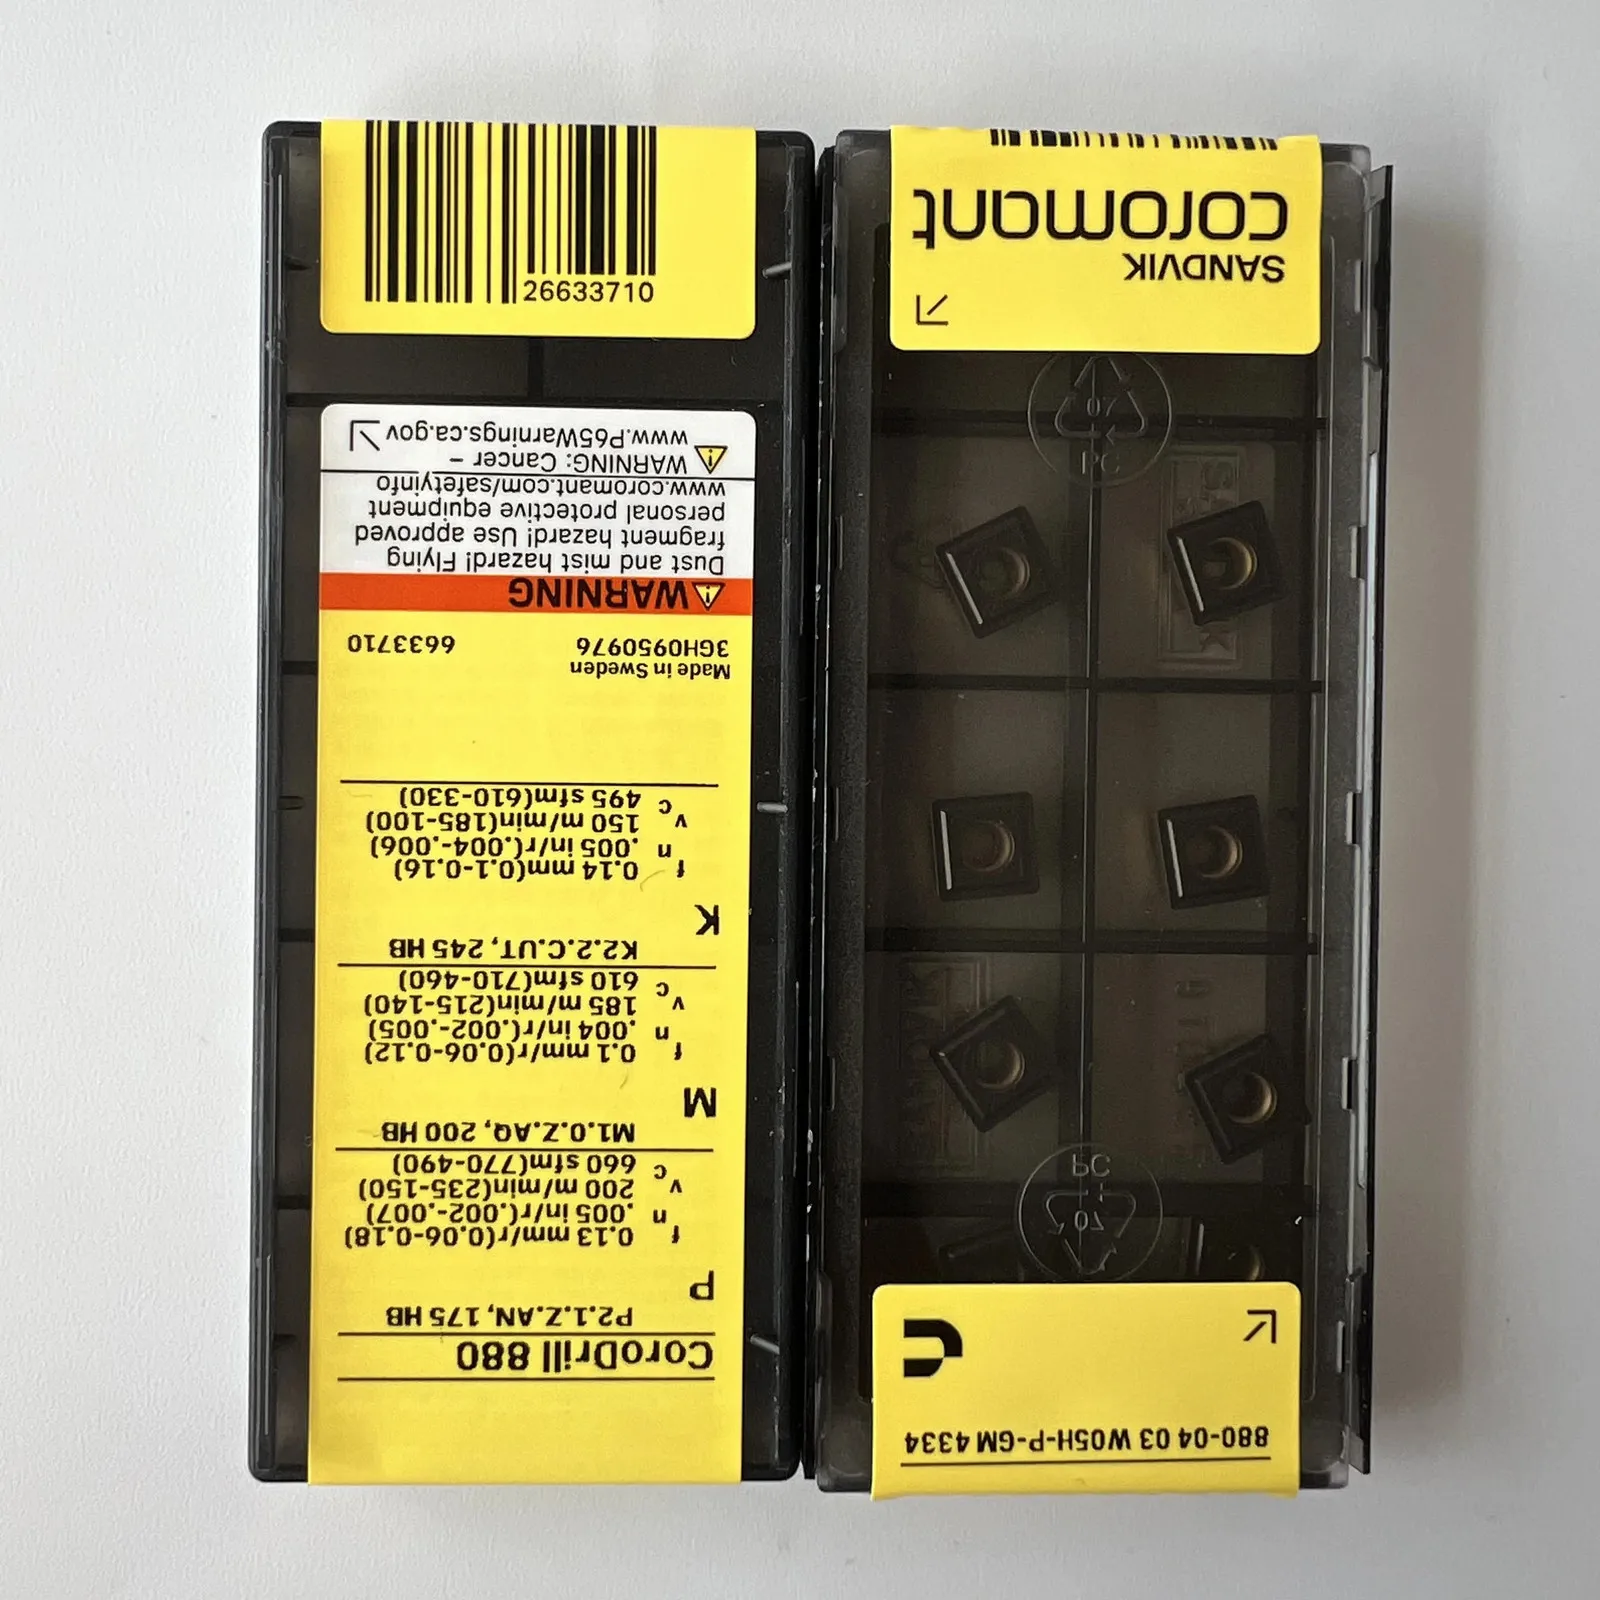 CoroDrill 880
P2.1.Z.AN, 175 HB
P
f n 0.13 mm/r(0.06-0.18)
.005 in/r(.002-.007)
v c 200 m/min(235-150)
660 sfm(770-490)
M1.0.Z.AQ, 200 HB
M
f n 0.1 mm/r(0.06-0.12)
.004 in/r(.002-.005)
v c 185 m/min(215-140)
610 sfm(710-460)
K2.2.C.UT, 245 HB
K
f n 0.14 mm(0.1-0.16)
.005 in/r(.004-.006)
v c 150 m/min(185-100)
495 sfm(610-330)
Made in Sweden
3GH0950976 6633710
WARNING
Dust and mist hazard! Flying
fragment hazard! Use approved
personal protective equipment
www.coromant.com/safetyinfo
WARNING: Cancer –
www.P65Warnings.ca.gov
26633710
880-04 03 W05H-P-GM 4334
07
PC
07
PC
SANDVIK
coromant